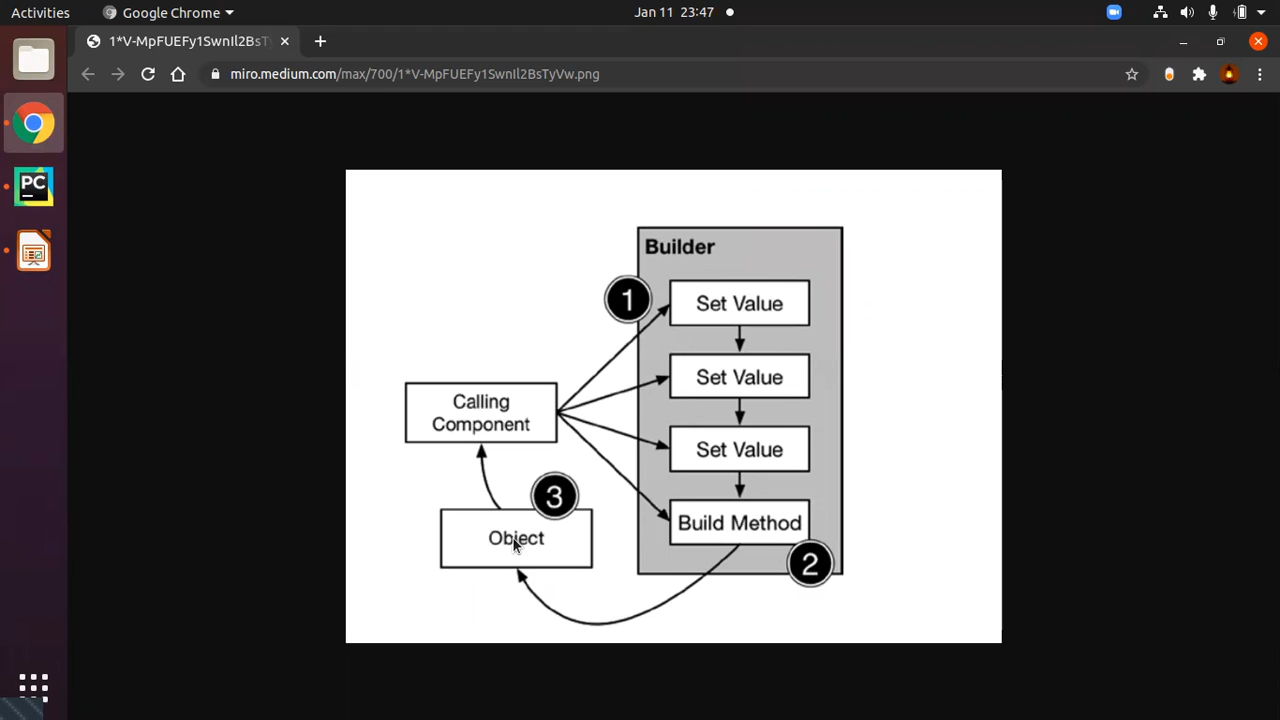 Activities
Google Chrome
Jan 11 23:47
1*V-MpFUEFy1SwnIl2BsT
miro.medium.com/max/700/1*V-MpFUEFy1SwnIl2BsTyVw.png
PC
Builder
1
Set Value
Set Value
Calling
Component
Set Value
3
Build Method
Object
2